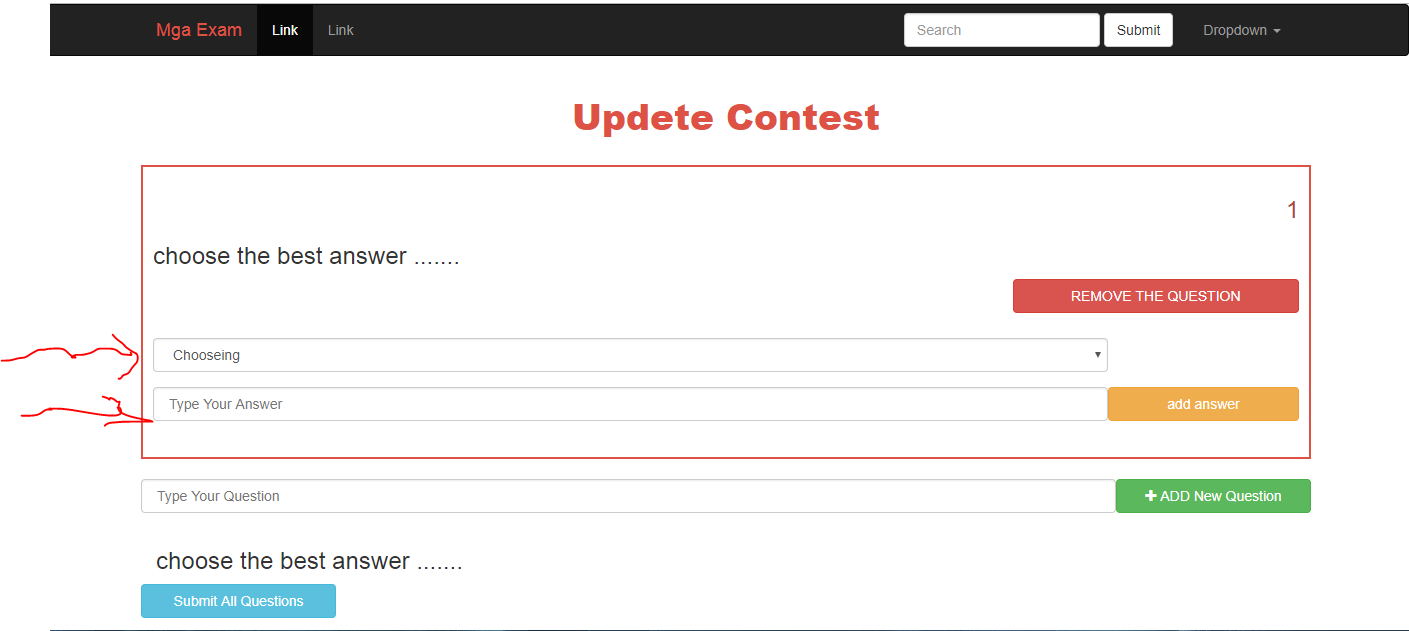 Mga Exam Link Link Search Submit Dropdown
Updete Contest
1
choose the best answer .......
REMOVE THE QUESTION
Chooseing
Type Your Answer add answer
Type Your Question ADD New Question
choose the best answer .......
Submit All Questions